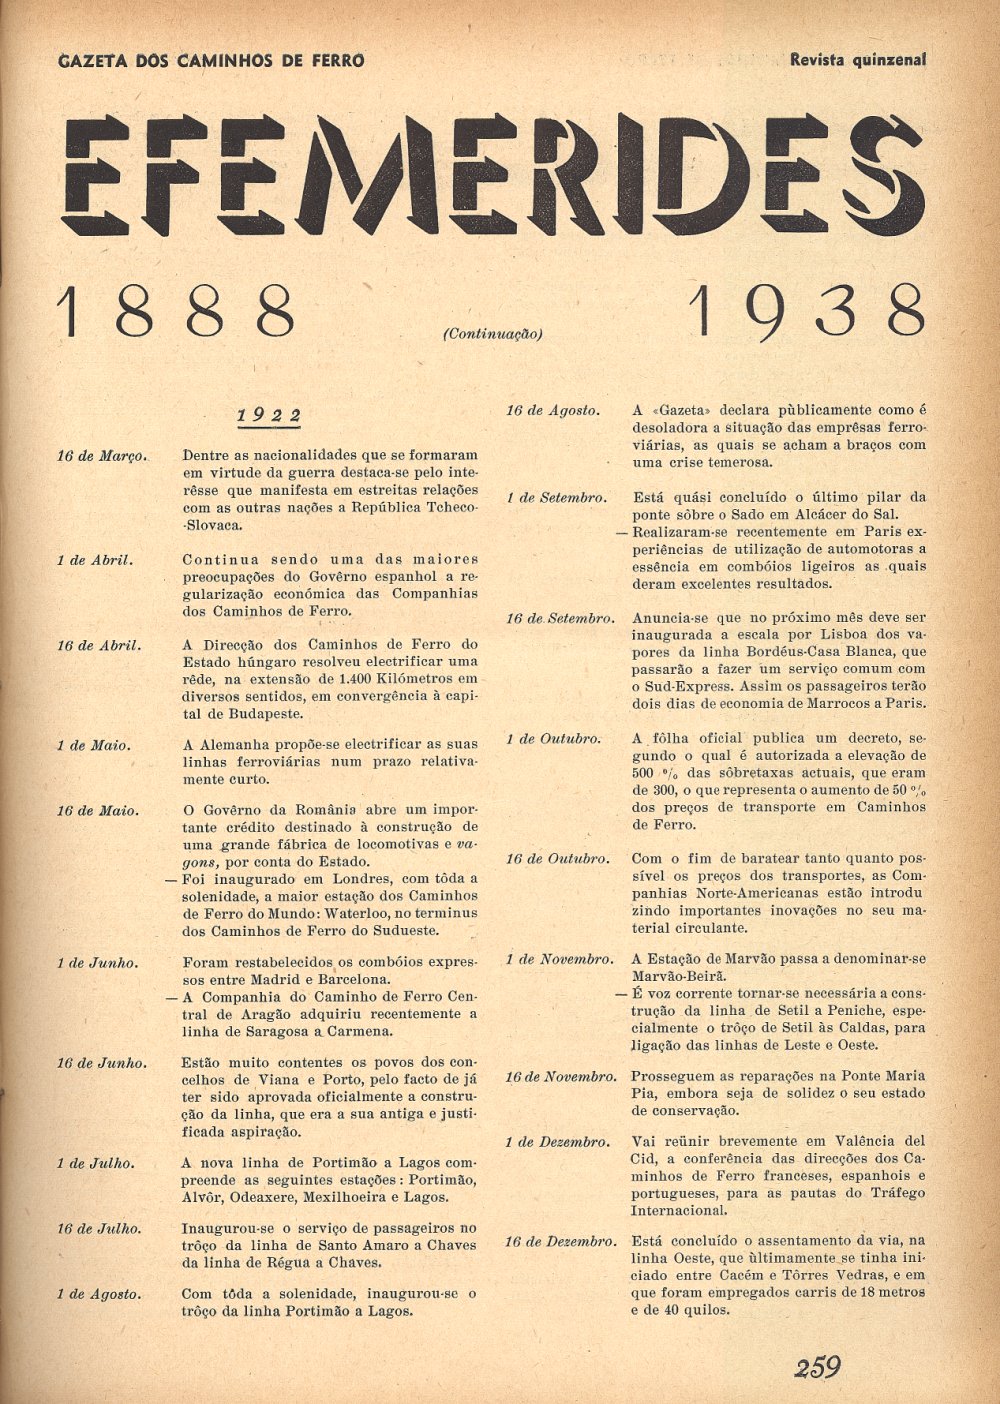 GAZETA DOS CAMINHOS DE FERRO
Revista quinzenal
EFEMERIDES
1888
(Continuação)
1938
1922
16 de Março.
Dentre as nacionalidades que se formaram
em virtude da guerra destaca-se pelo inte-
rêsse que manifesta em estreitas relações
com as outras nações a República Tcheco-
-Slovaca.
1 de Abril.
Continua sendo uma das maiores
preocupações do Govêrno espanhol a re-
gularização económica das Companhias
dos Caminhos de Ferro.
16 de Abril.
A Direcção dos Caminhos de Ferro do
Estado húngaro resolveu electrificar uma
rêde, na extensão de 1.400 Kilómetros em
diversos sentidos, em convergência à capi-
tal de Budapeste.
1 de Maio.
A Alemanha propõe-se electrificar as suas
linhas ferroviárias num prazo relativa-
mente curto.
16 de Maio.
O Govêrno da Románia abre um impor-
tante crédito destinado à construção de
uma grande fábrica de locomotivas e va-
gons, por conta do Estado.
— Foi inaugurado em Londres, com tôda a
solenidade, a maior estação dos Caminhos
de Ferro do Mundo: Waterloo, no terminus
dos Caminhos de Ferro do Sudueste.
1 de Junho.
Foram restabelecidos os combóios expres-
sos entre Madrid e Barcelona.
— A Companhia do Caminho de Ferro Cen-
tral de Aragão adquiriu recentemente a
linha de Saragosa a Carmena.
16 de Junho.
Estão muito contentes os povos dos con-
celhos de Viana e Porto, pelo facto de já
ter sido aprovada oficialmente a constru-
ção da linha, que era a sua antiga e justi-
ficada aspiração.
1 de Julho.
A nova linha de Portimão a Lagos com-
preende as seguintes estações: Portimão,
Alvôr, Odeaxere, Mexilhoeira e Lagos.
16 de Julho.
Inaugurou-se o serviço de passageiros no
trôço da linha de Santo Amaro a Chaves
da linha de Régua a Chaves.
1 de Agosto.
Com tôda a solenidade, inaugurou-se o
trôço da linha Portimão a Lagos.
16 de Agosto.
A «Gazeta» declara pùblicamente como é
desoladora a situação das emprêsas ferro-
viárias, as quais se acham a braços com
uma crise temerosa.
1 de Setembro.
Está quási concluído o último pilar da
ponte sôbre o Sado em Alcácer do Sal.
— Realizaram-se recentemente em Paris ex-
periências de utilização de automotoras a
essência em combóios ligeiros as quais
deram excelentes resultados.
16 de Setembro.
Anuncia-se que no próximo mês deve ser
inaugurada a escala por Lisboa dos va-
pores da linha Bordéus-Casa Blanca, que
passarão a fazer um serviço comum com
o Sud-Express. Assim os passageiros terão
dois dias de economia de Marrocos a Paris.
1 de Outubro.
A fôlha oficial publica um decreto, se-
gundo o qual é autorizada a elevação de
500 % das sôbretaxas actuais, que eram
de 300, o que representa o aumento de 50 %
dos preços de transporte em Caminhos
de Ferro.
16 de Outubro.
Com o fim de baratear tanto quanto pos-
sível os preços dos transportes, as Com-
panhias Norte-Americanas estão introdu
zindo importantes inovações no seu ma-
terial circulante.
1 de Novembro.
A Estação de Marvão passa a denominar-se
Marvão-Beirã.
— É voz corrente tornar-se necessária a cons-
trução da linha de Setil a Peniche, espe-
cialmente o trôço de Setil às Caldas, para
ligação das linhas de Leste e Oeste.
16 de Novembro.
Prosseguem as reparações na Ponte Maria
Pia, embora seja de solidez o seu estado
de conservação.
1 de Dezembro.
Vai reünir brevemente em Valência del
Cid, a conferência das direcções dos Ca-
minhos de Ferro franceses, espanhois e
portugueses, para as pautas do Tráfego
Internacional.
16 de Dezembro.
Está concluído o assentamento da via, na
linha Oeste, que ùltimamente se tinha ini-
ciado entre Cacém e Tôrres Vedras, e em
que foram empregados carris de 18 metros
e de 40 quilos.
259